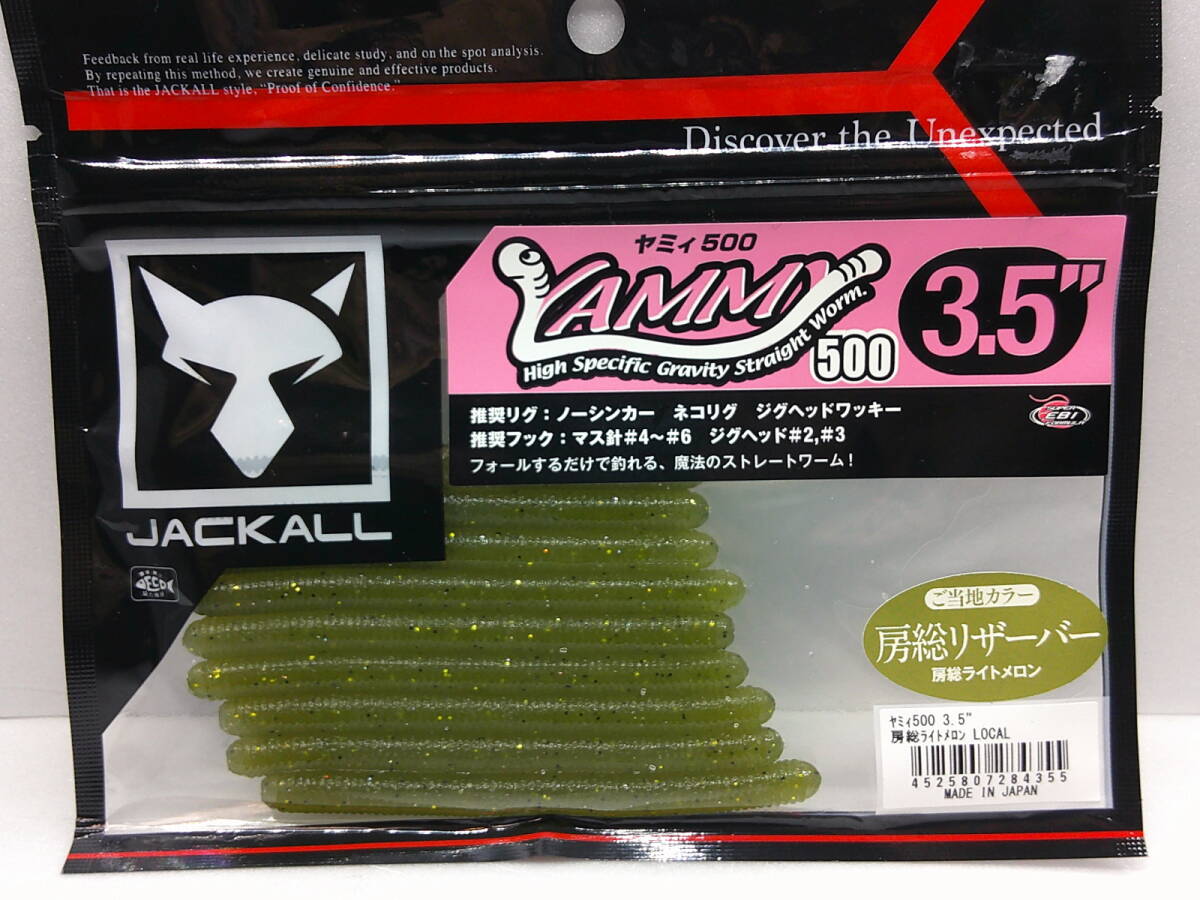 Feedback from real life experience, delicate study, and on the spot analysis.
By repeating this method, we create genuine and effective products.
That is the JACKALL style, "Proof of Confidence."
Discover the Unexpected
ヤミィ500
YAMMY
High Specific Gravity Straight Worm.
500
3.5"
推奨リグ：ノーシンカー ネコリグ ジグヘッドワッキー
推奨フック：マス針#4～#6 ジグヘッド#2,#3
フォールするだけで釣れる、魔法のストレートワーム！
SUPER
EBI
FORMULA
JACKALL
ECO
ご当地カラー
房総リザーバー
房総ライトメロン
ﾔﾐｨ500 3.5"
房総ﾗｲﾄﾒﾛﾝ LOCAL
4525807284355
MADE IN JAPAN